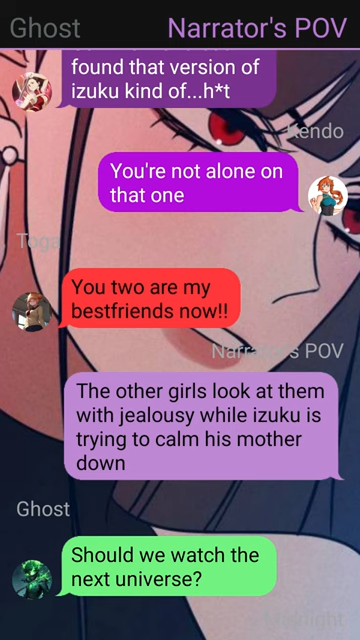 Ghost
Narrator's POV
found that version of
izuku kind of...h*t
Kendo
You're not alone on
that one
Toga
You two are my
bestfriends now!!
Narrator's POV
The other girls look at them
with jealousy while izuku is
trying to calm his mother
down
Ghost
Should we watch the
next universe?